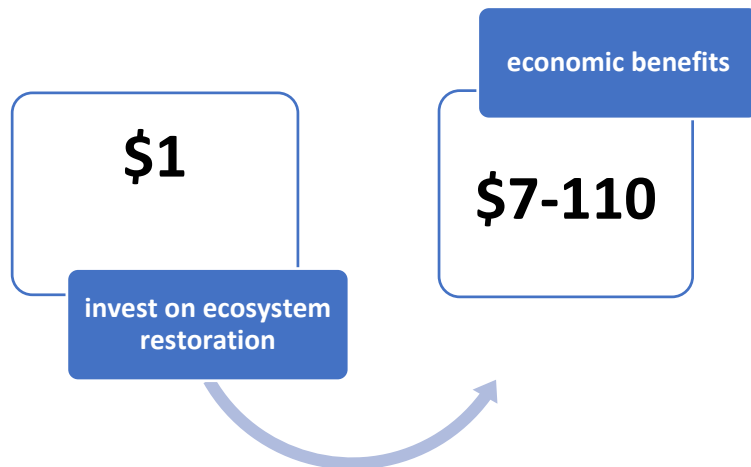 $1
invest on ecosystem
restoration
economic benefits
$7-110